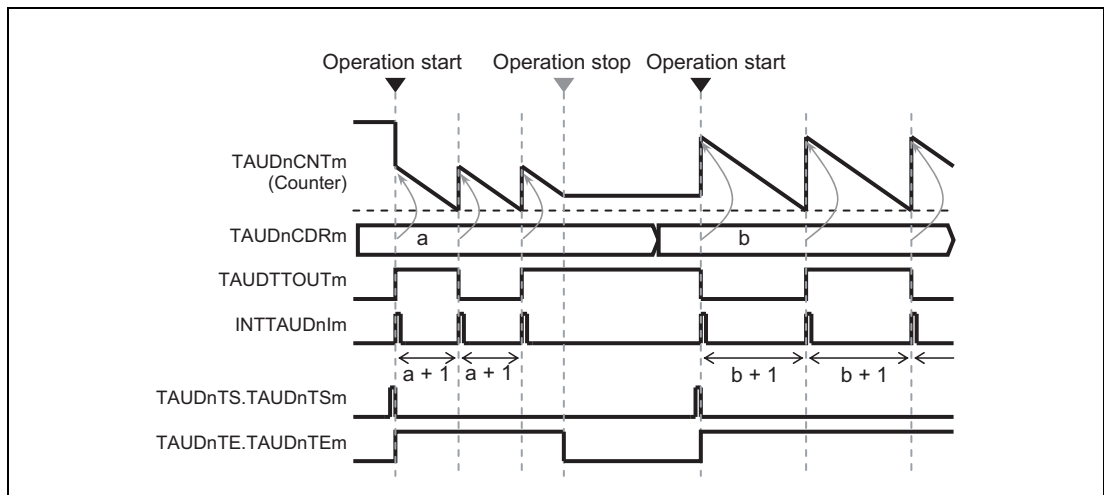 Operation start Operation stop Operation start
TAUDnCNTm
(Counter)
TAUDnCDRm a b
TAUDTTOUTm
INTTAUDnIm
a + 1 a + 1 b + 1 b + 1
TAUDnTS.TAUDnTSm
TAUDnTE.TAUDnTEm